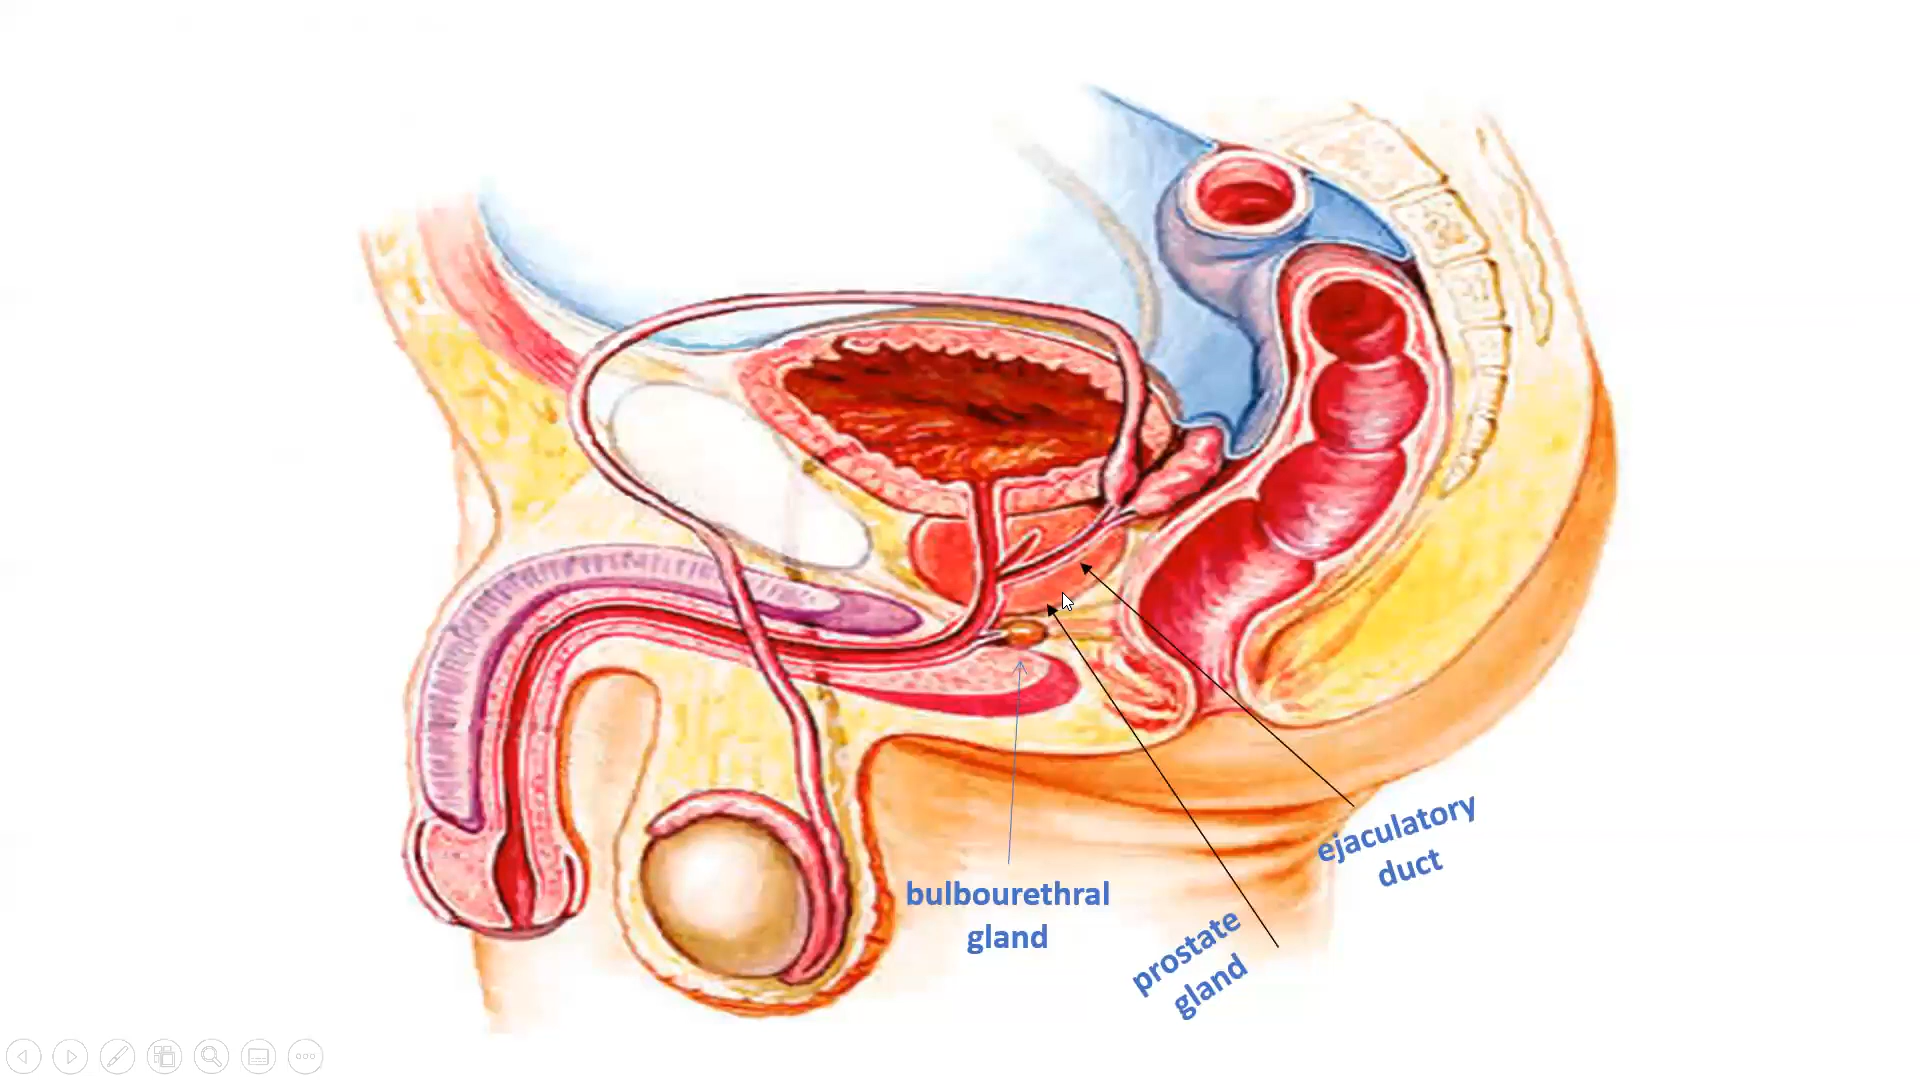 bulbourethral
gland
prostate
gland
ejaculatory
duct